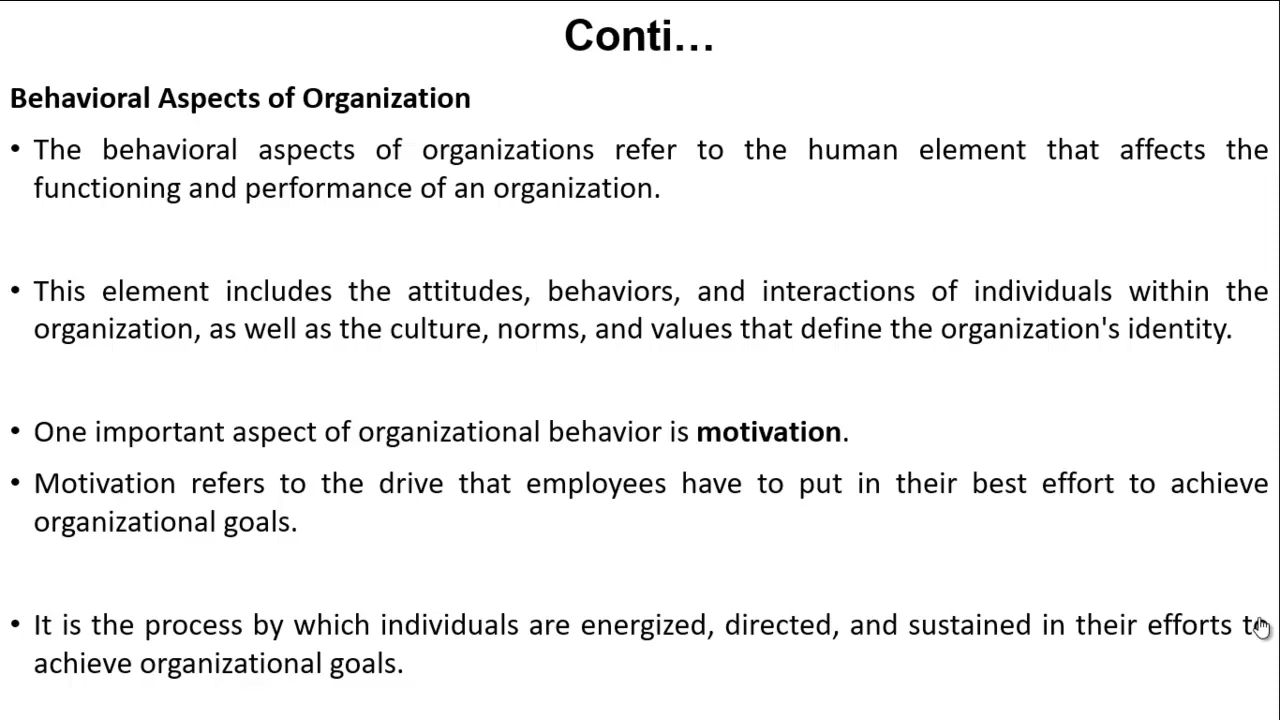 Conti...
Behavioral Aspects of Organization
• The behavioral aspects of organizations refer to the human element that affects the
functioning and performance of an organization.
• This element includes the attitudes, behaviors, and interactions of individuals within the
organization, as well as the culture, norms, and values that define the organization's identity.
• One important aspect of organizational behavior is motivation.
• Motivation refers to the drive that employees have to put in their best effort to achieve
organizational goals.
• It is the process by which individuals are energized, directed, and sustained in their efforts to
achieve organizational goals.